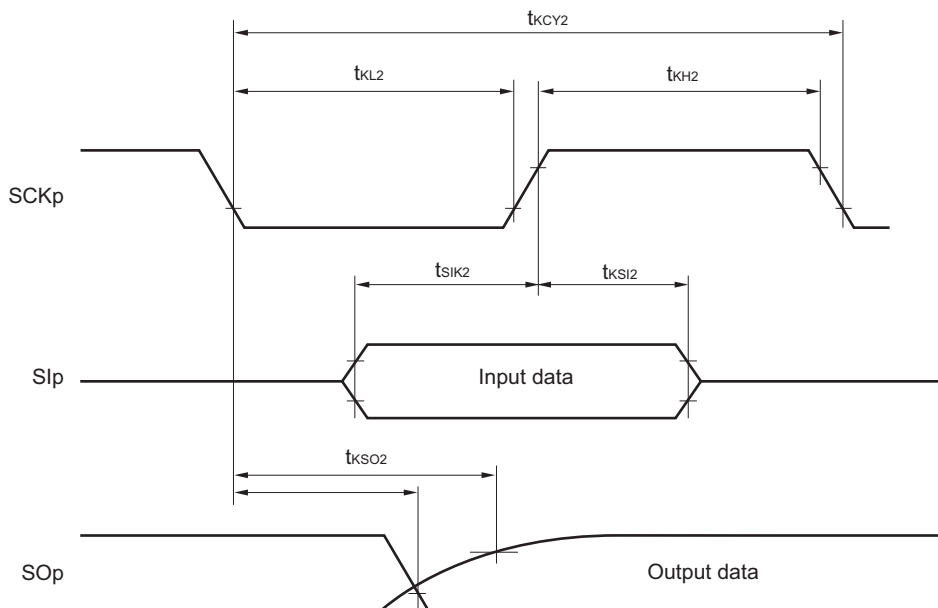 tKCY2
tKL2
tKH2
SCKp
tSIK2
tKSI2
SIp
Input data
tKSO2
SOp
Output data